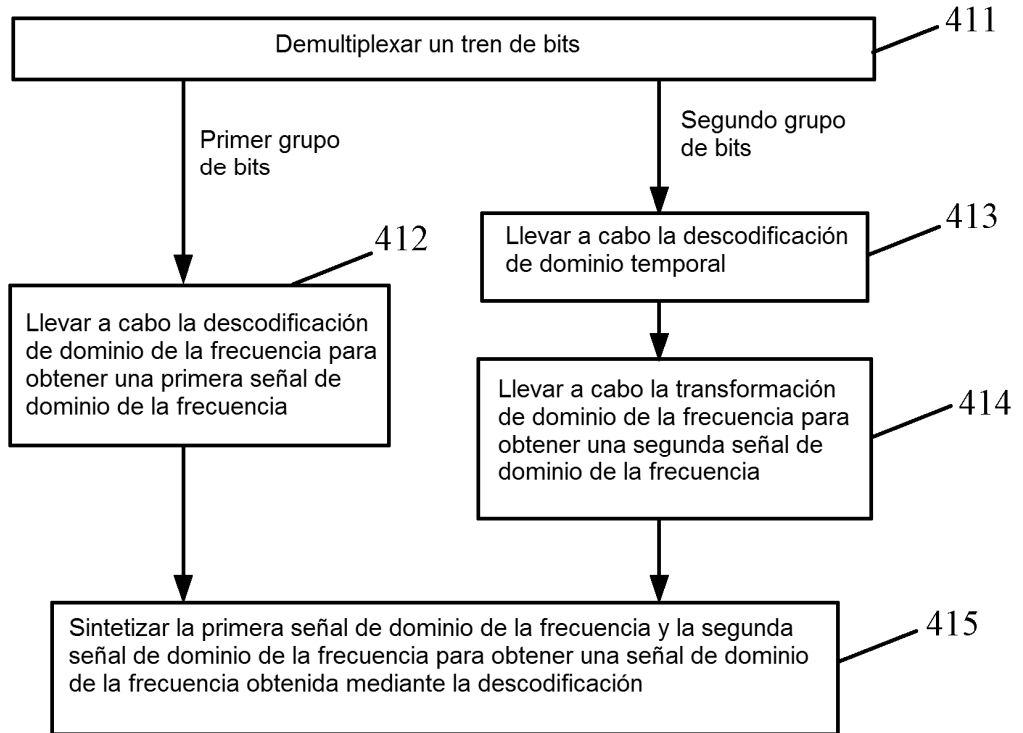 Demultiplexar un tren de bits
411
Primer grupo
de bits
Segundo grupo
de bits
412
413
Llevar a cabo la descodificación
de dominio temporal
Llevar a cabo la descodificación
de dominio de la frecuencia para
obtener una primera señal de
dominio de la frecuencia
Llevar a cabo la transformación
de dominio de la frecuencia para
obtener una segunda señal de
dominio de la frecuencia
414
Sintetizar la primera señal de dominio de la frecuencia y la segunda
señal de dominio de la frecuencia para obtener una señal de dominio
de la frecuencia obtenida mediante la descodificación
415